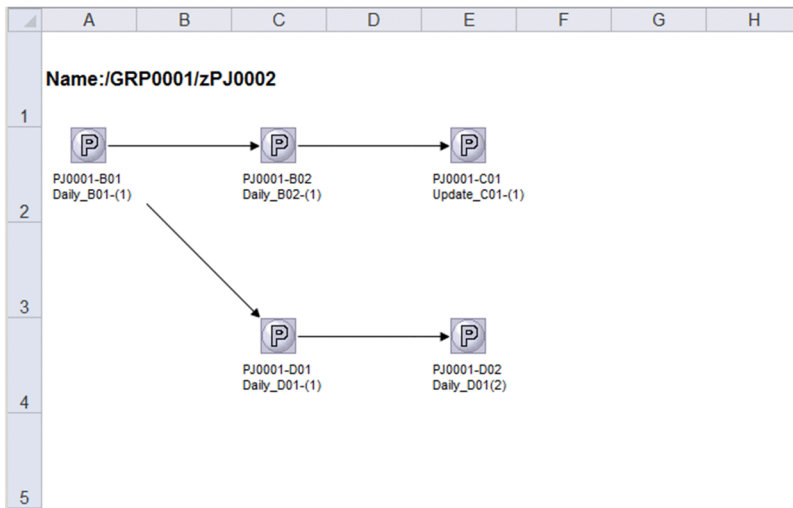 A B C D E F G H
Name:/GRP0001/zPJ0002
1
P P P
PJ0001-B01 PJ0001-B02 PJ0001-C01
Daily_B01-(1) Daily_B02-(1) Update_C01-(1)
2
3
P P
PJ0001-D01 PJ0001-D02
Daily_D01-(1) Daily_D01(2)
4
5